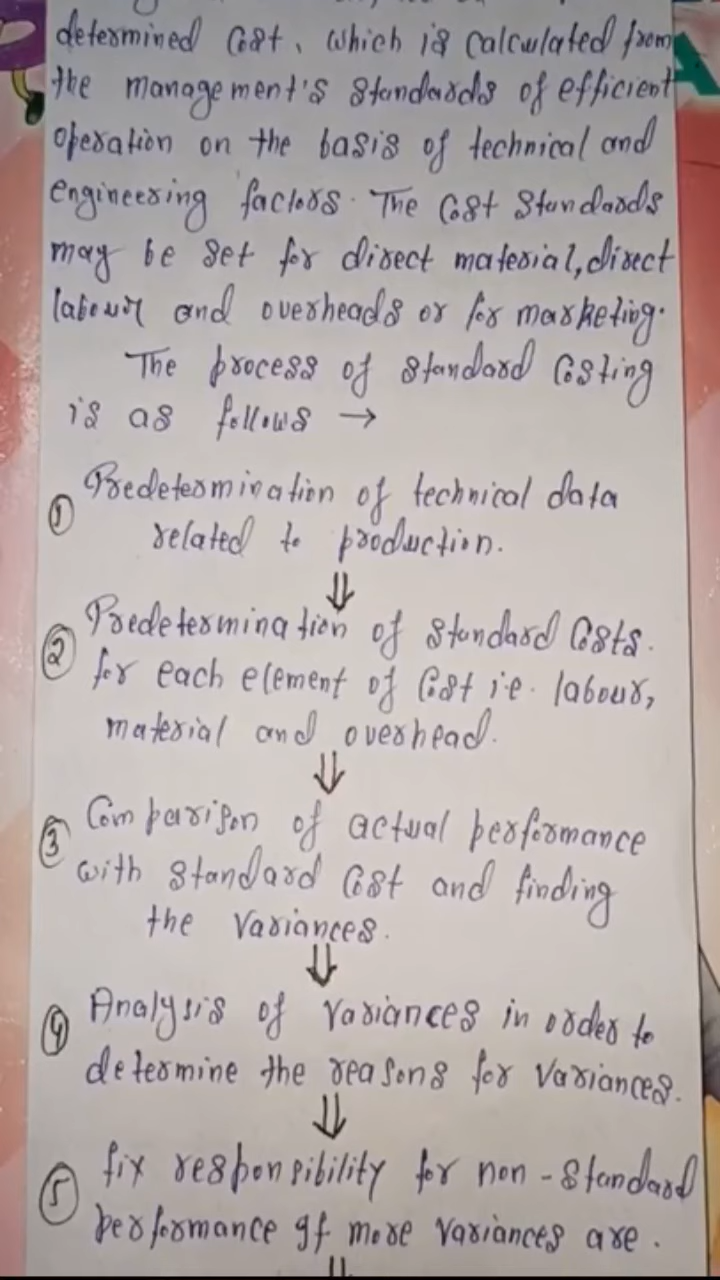 determined Cost, which is calculated from
the management's standards of efficient
operation on the basis of technical and
engineering factors. The Cost Standards
may be set for direct material, direct
labour and overheads or for marketing.
The process of standard Costing
is as follows →
① Predetermination of technical data
related to production.
⇓
② Predetermination of standard Costs.
for each element of Cost i.e. labour,
material and overhead.
⇓
③ Comparison of actual performance
with standard Cost and finding
the Variances.
⇓
④ Analysis of Variances in order to
determine the reasons for Variances.
⇓
⑤ fix responsibility for non-standard
performance If more Variances are.